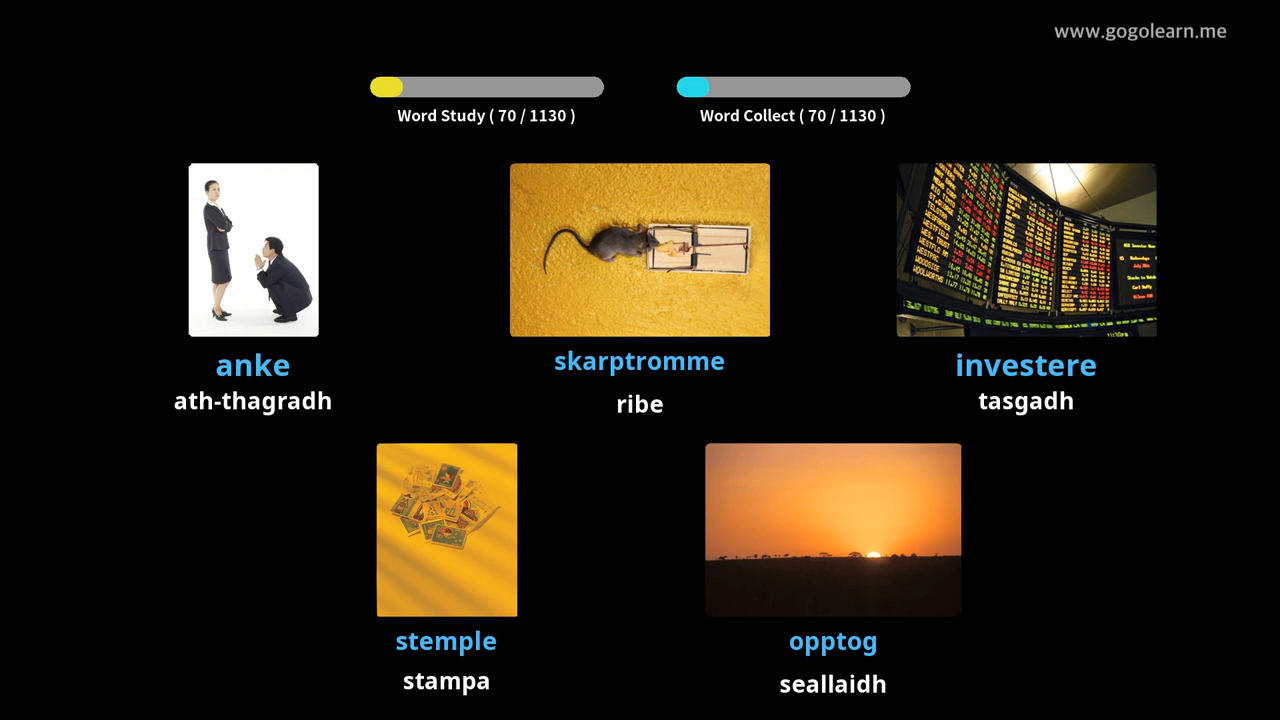 www.gogolearn.me
Word Study ( 70 / 1130 )
Word Collect ( 70 / 1130 )
anke
ath-thagradh
skarptromme
ribe
investere
tasgadh
stemple
stampa
opptog
seallaidh